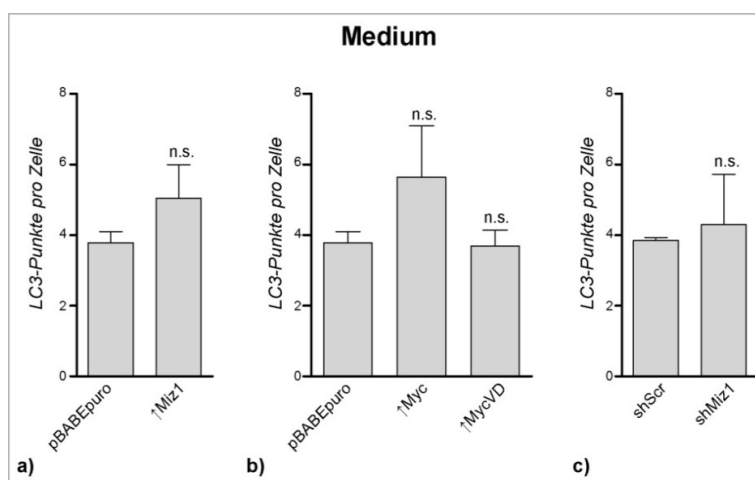 Medium
LC3-Punkte pro Zelle
8
6
4
2
0
n.s.
pBABEpuro
↑Miz1
a)
LC3-Punkte pro Zelle
8
6
4
2
0
n.s.
n.s.
pBABEpuro
↑Myc
↑MycVD
b)
LC3-Punkte pro Zelle
8
6
4
2
0
n.s.
shScr
shMiz1
c)